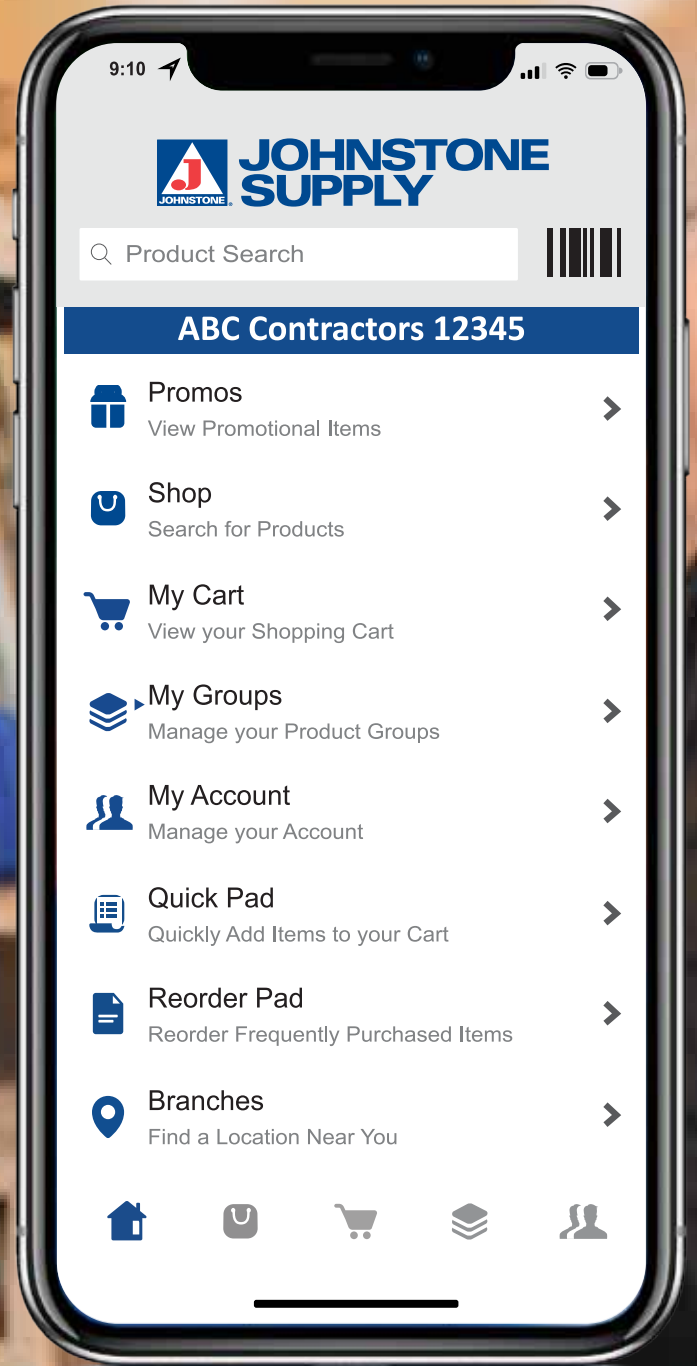 9:10
J
JOHNSTONE
JOHNSTONE
SUPPLY
Product Search
ABC Contractors 12345
Promos
View Promotional Items
Shop
Search for Products
My Cart
View your Shopping Cart
My Groups
Manage your Product Groups
My Account
Manage your Account
Quick Pad
Quickly Add Items to your Cart
Reorder Pad
Reorder Frequently Purchased Items
Branches
Find a Location Near You